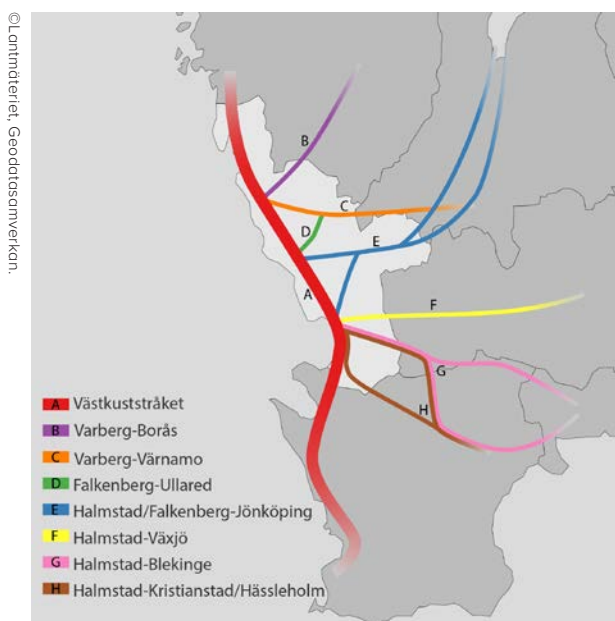 ©Lantmäteriet, Geodatasamverkan.
B
C
D
E
A
F
G
H
A Västkuststråket
B Varberg-Borås
C Varberg-Värnamo
D Falkenberg-Ullared
E Halmstad/Falkenberg-Jönköping
F Halmstad-Växjö
G Halmstad-Blekinge
H Halmstad-Kristianstad/Hässleholm